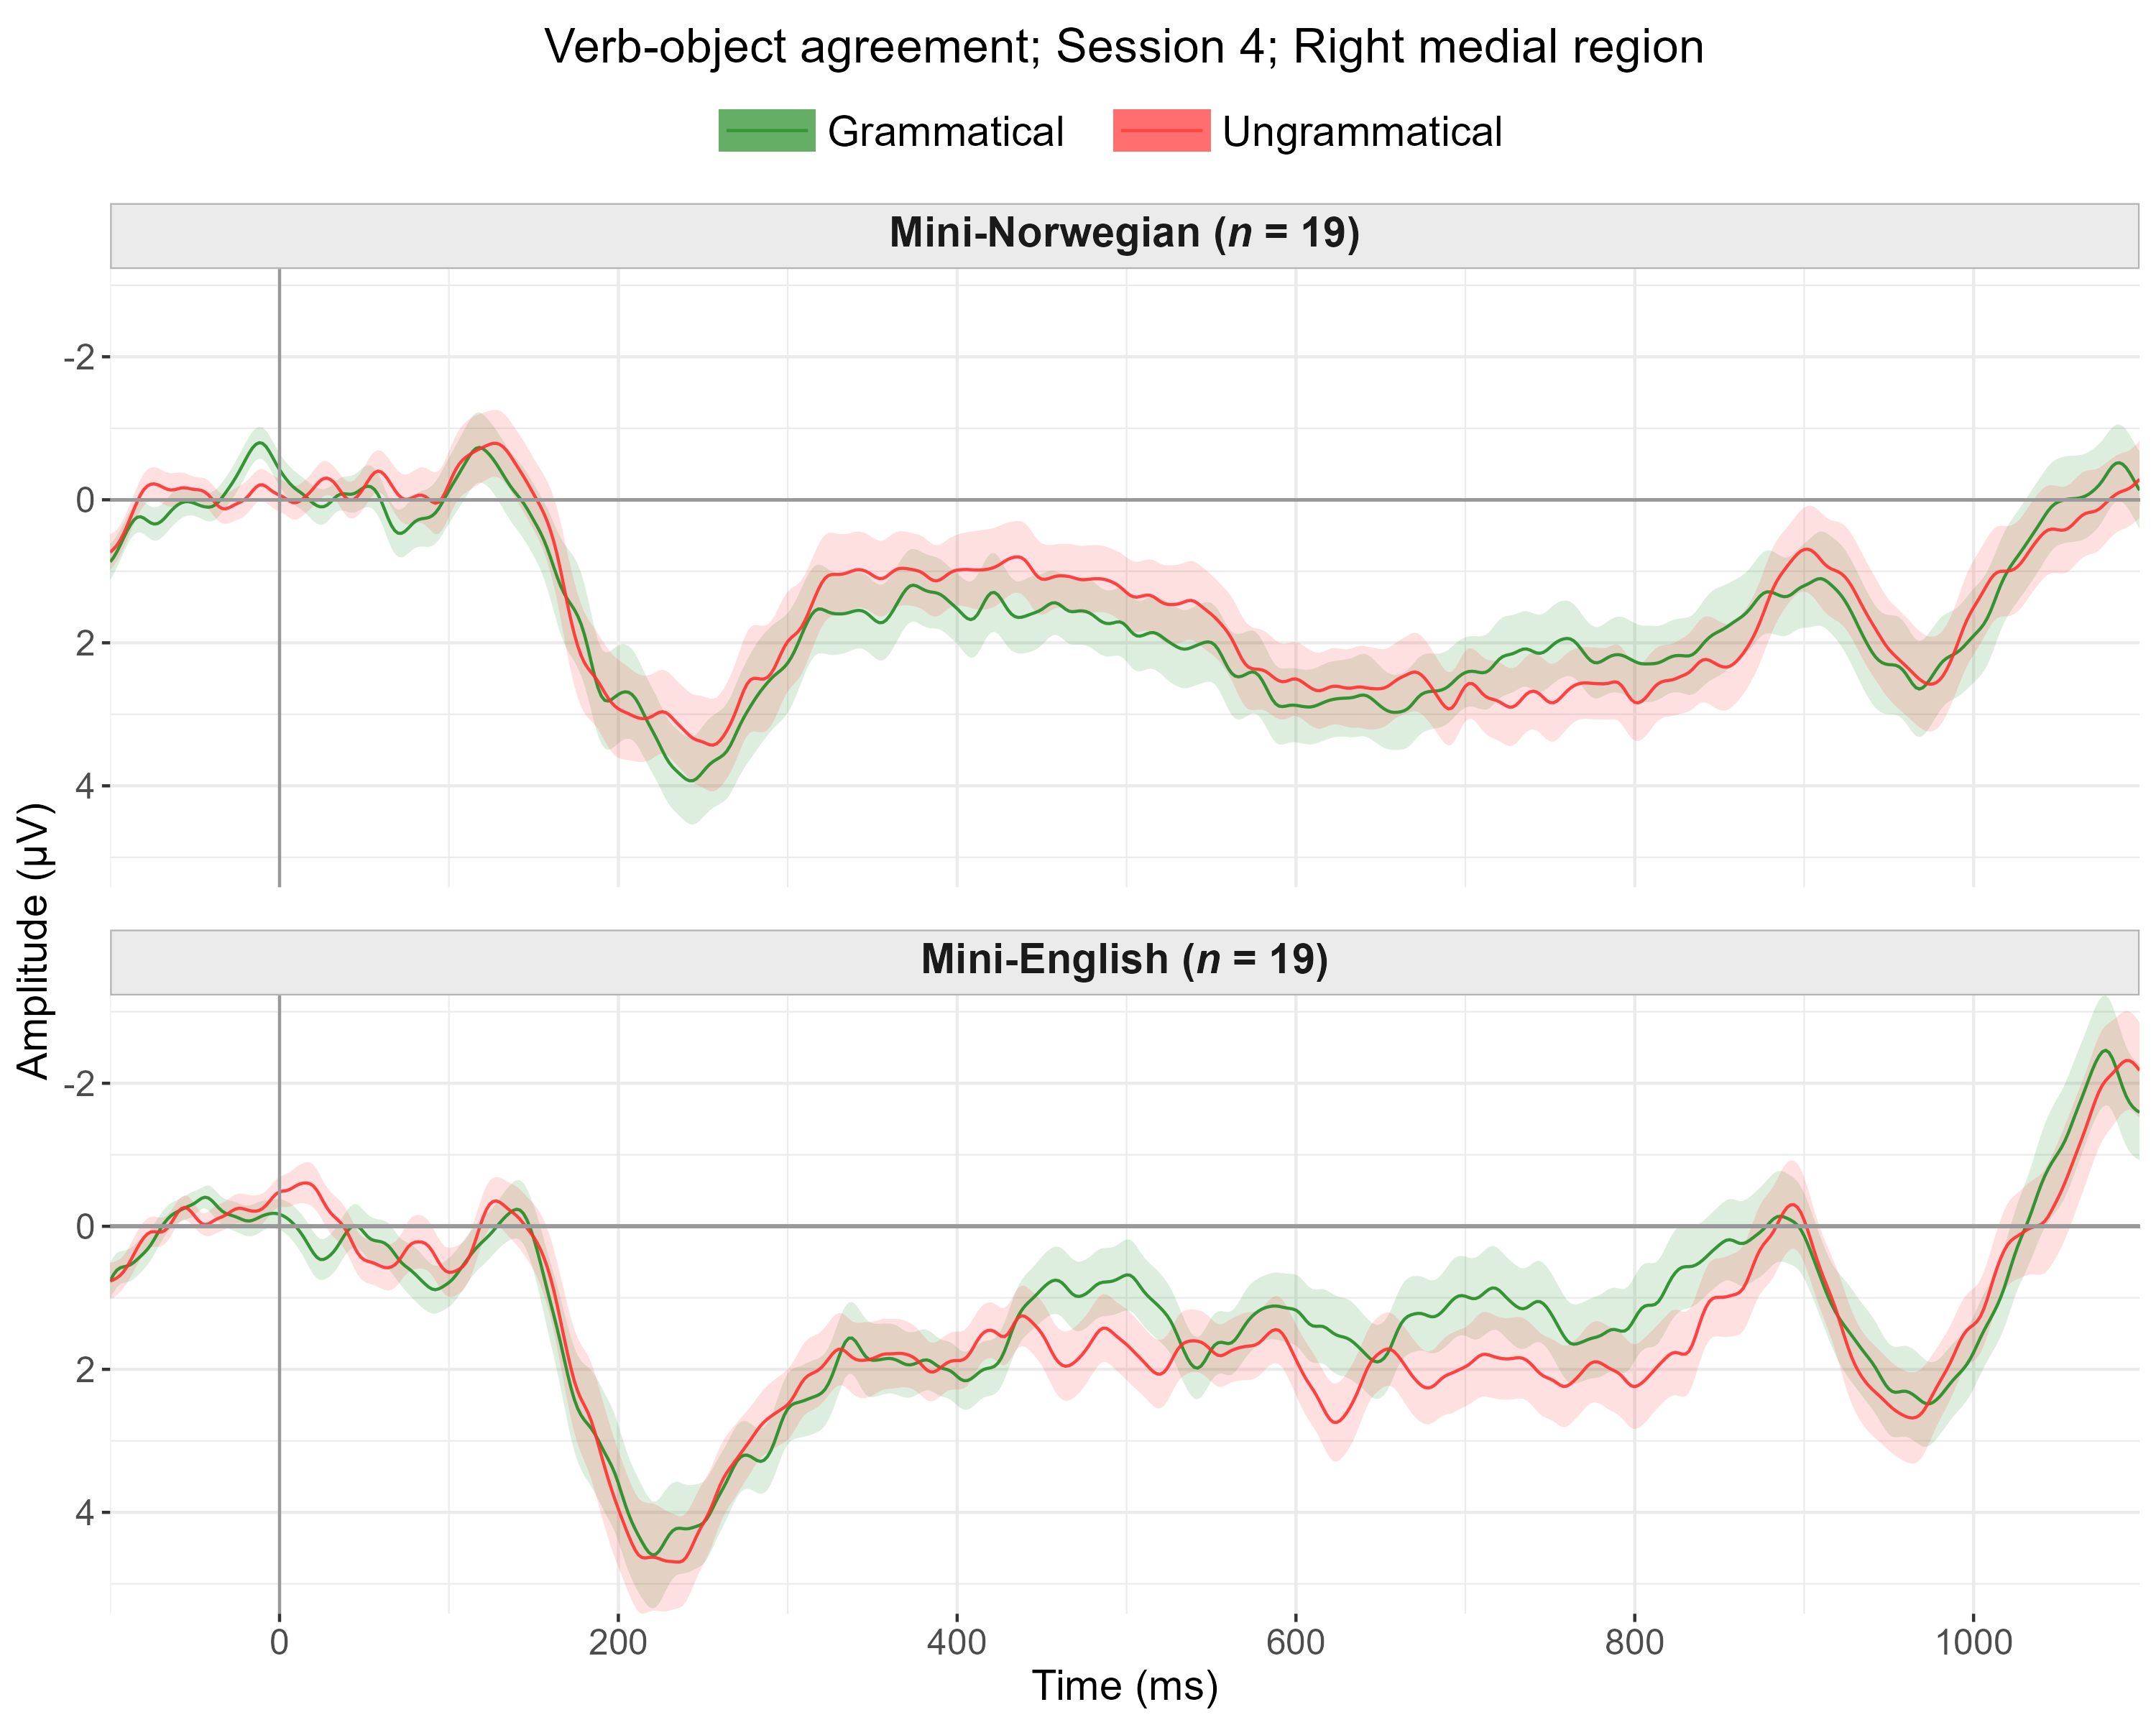 Verb-object agreement; Session 4; Right medial region
Grammatical Ungrammatical
Mini-Norwegian (n = 19)
-2
0
2
4
Mini-English (n = 19)
-2
0
2
4
0 200 400 600 800 1000
Time (ms)
Amplitude (µV)